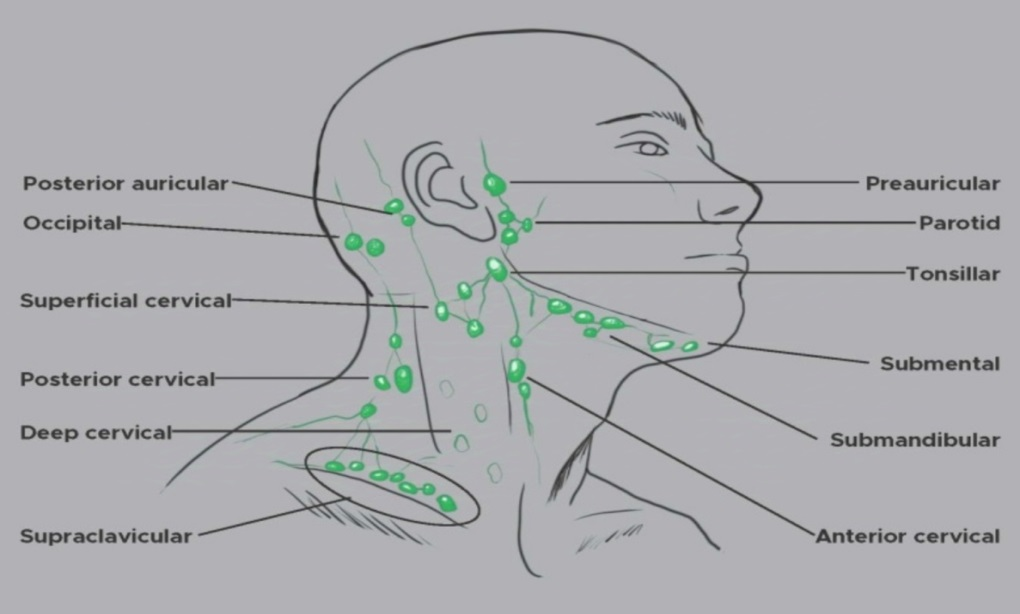 Posterior auricular
Occipital
Superficial cervical
Posterior cervical
Deep cervical
Supraclavicular
Preauricular
Parotid
Tonsillar
Submental
Submandibular
Anterior cervical